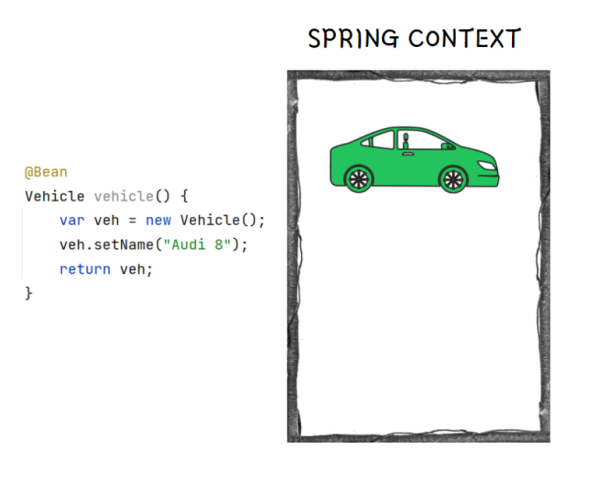 SPRING CONTEXT
@Bean
Vehicle vehicle() {
    var veh = new Vehicle();
    veh.setName("Audi 8");
    return veh;
}